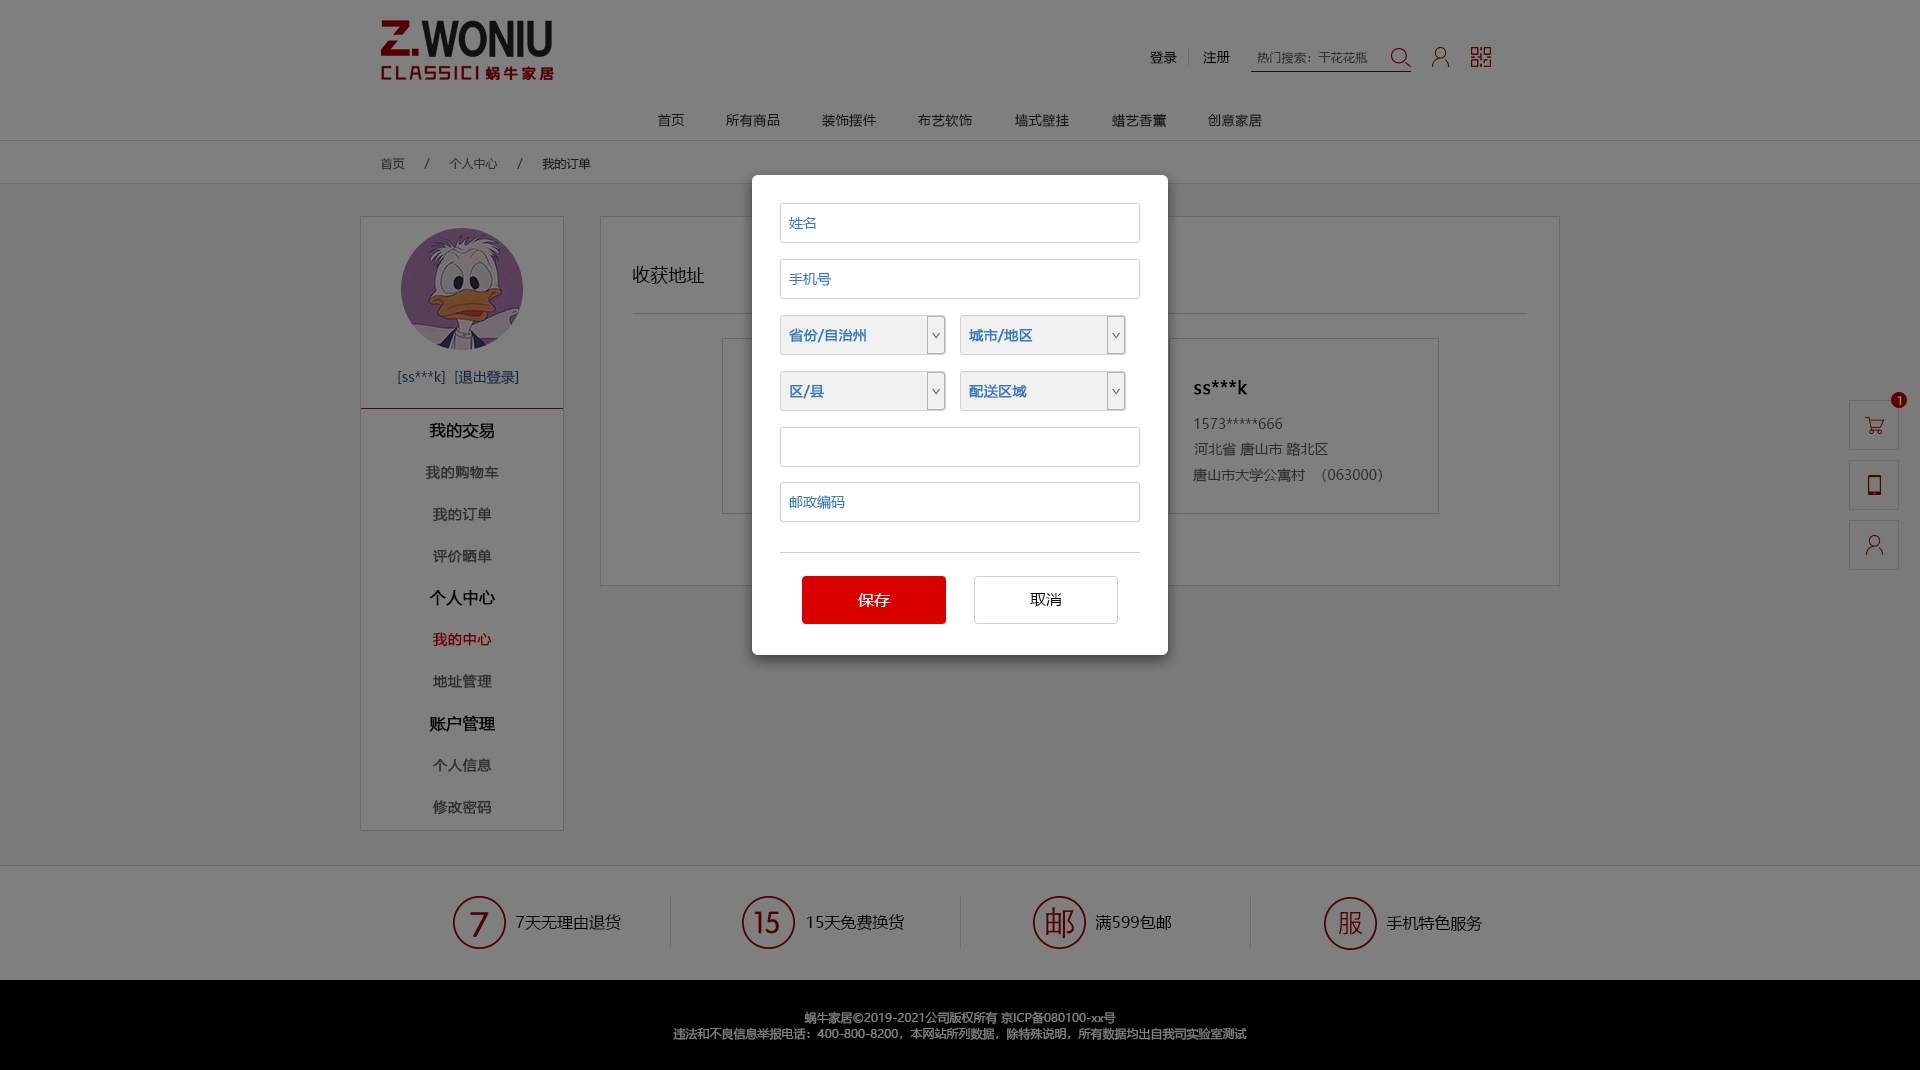 Z.WONIU
CLASSICI 蜗牛家居
登录 注册 热门搜索：干花花瓶
首页 所有商品 装饰摆件 布艺软饰 墙式壁挂 蜡艺香薰 创意家居
首页 / 个人中心 / 我的订单
[ss***k] [退出登录]
我的交易
我的购物车
我的订单
评价晒单
个人中心
我的中心
地址管理
账户管理
个人信息
修改密码
收获地址
姓名
手机号
省份/自治州 城市/地区
区/县 配送区域
邮政编码
保存 取消
ss***k
1573*****666
河北省 唐山市 路北区
唐山市大学公寓村 （063000）
1
7 7天无理由退货
15 15天免费换货
邮 满599包邮
服 手机特色服务
蜗牛家居©2019-2021公司版权所有 京ICP备080100-xx号
违法和不良信息举报电话：400-800-8200，本网站所列数据，除特殊说明，所有数据均出自我司实验室测试